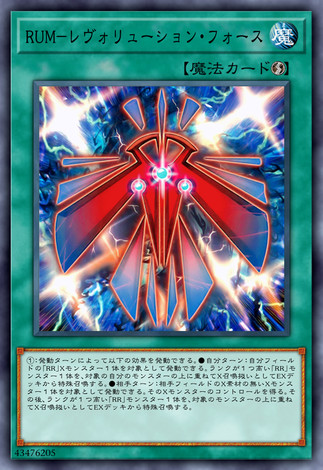 RUM−レヴォリューション・フォース
魔
【魔法カード】
①：発動ターンによって以下の効果を発動できる。●自分ターン：自分フィール
ドの「RR」Xモンスター１体を対象として発動できる。ランクが１つ高い「RR」モ
ンスター１体を、対象の自分のモンスターの上に重ねてX召喚扱いとしてEXデ
ッキから特殊召喚する。●相手ターン：相手フィールドのX素材の無いXモンス
ター１体を対象として発動できる。そのXモンスターのコントロールを得る。そ
の後、ランクが１つ高い「RR」モンスター１体を、対象のモンスターの上に重ね
てX召喚扱いとしてEXデッキから特殊召喚する。
43476205